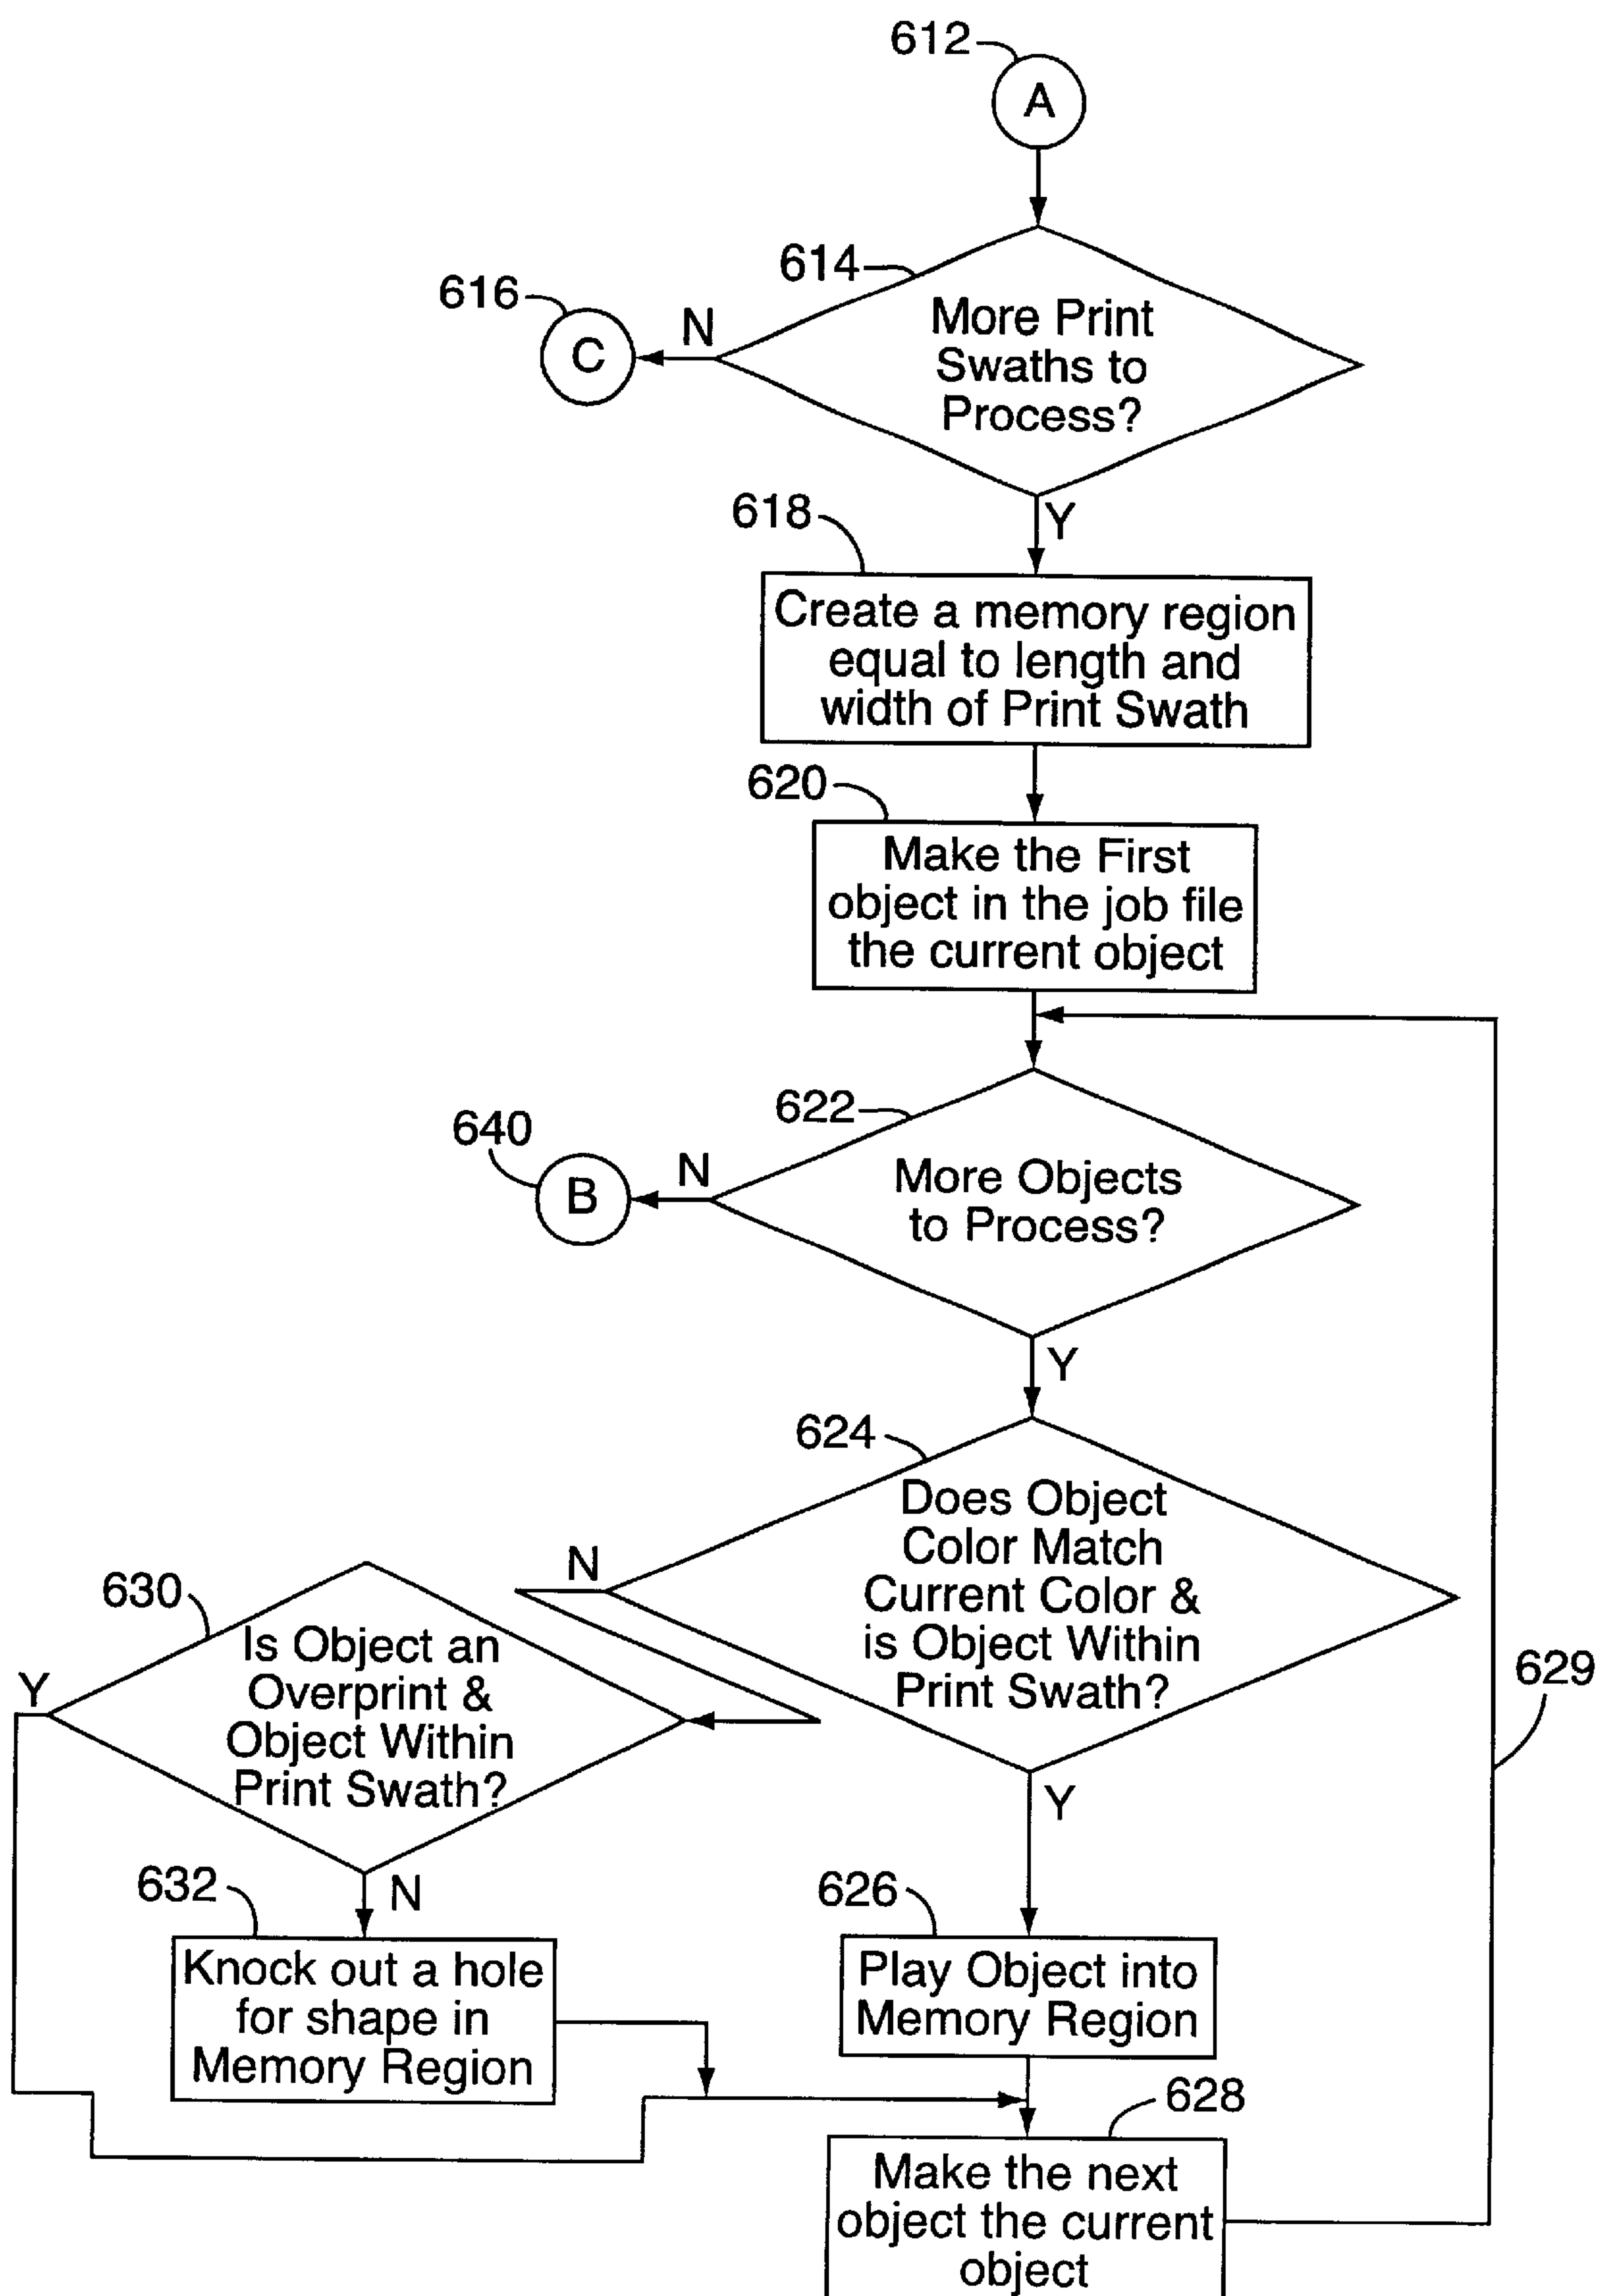 612
A
614
616
N
C
More Print
Swaths to
Process?
Y
618
Create a memory region
equal to length and
width of Print Swath
620
Make the First
object in the job file
the current object
622
640
N
B
More Objects
to Process?
Y
624
Does Object
Color Match
Current Color &
is Object Within
Print Swath?
N
630
Is Object an
Overprint &
Object Within
Print Swath?
Y
629
Y
N
632
626
Knock out a hole
for shape in
Memory Region
Play Object into
Memory Region
628
Make the next
object the current
object